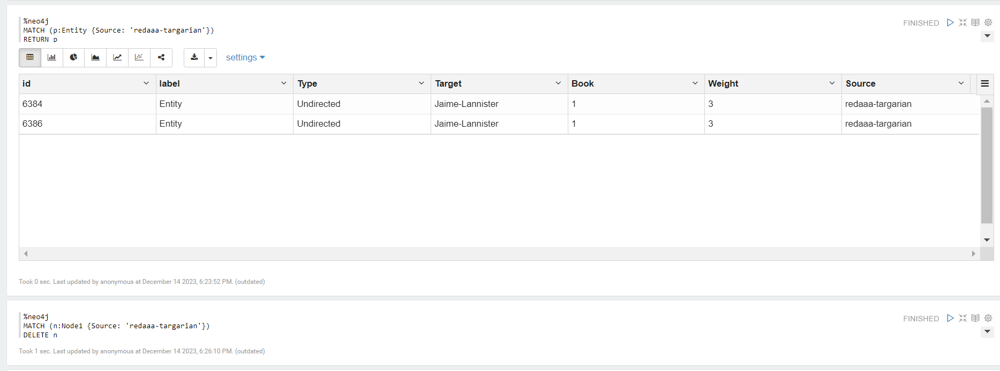 %neo4j
MATCH (p:Entity {Source: 'redaaa-targarian'})
RETURN p
FINISHED
settings
id label Type Target Book Weight Source
6384 Entity Undirected Jaime-Lannister 1 3 redaaa-targarian
6386 Entity Undirected Jaime-Lannister 1 3 redaaa-targarian
Took 0 sec. Last updated by anonymous at December 14 2023, 6:23:52 PM. (outdated)
%neo4j
MATCH (n:Node1 {Source: 'redaaa-targarian'})
DELETE n
FINISHED
Took 1 sec. Last updated by anonymous at December 14 2023, 6:26:10 PM. (outdated)